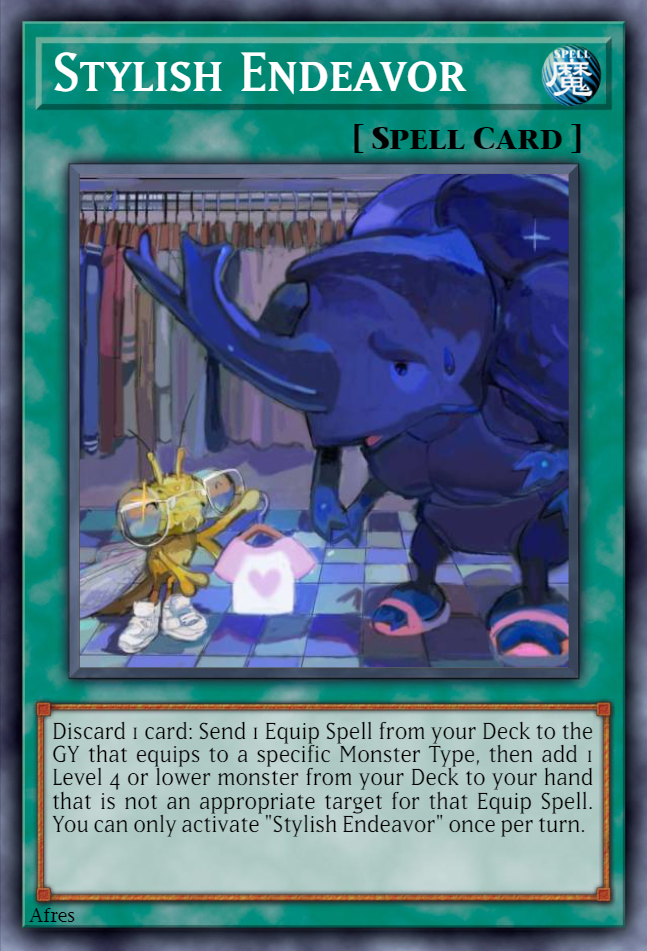 Stylish Endeavor
SPELL
魔
[ Spell Card ]
Discard 1 card: Send 1 Equip Spell from your Deck to the
GY that equips to a specific Monster Type, then add 1
Level 4 or lower monster from your Deck to your hand
that is not an appropriate target for that Equip Spell.
You can only activate "Stylish Endeavor" once per turn.
Afres